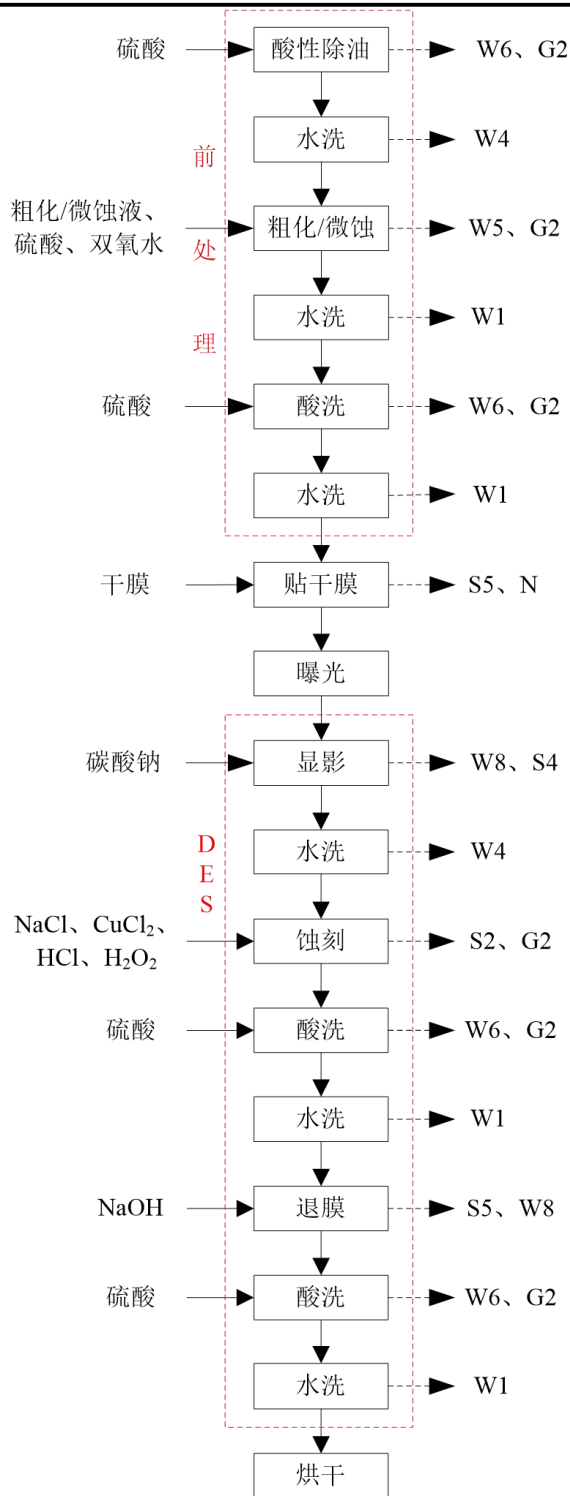 硫酸
酸性除油
W6、G2
水洗
W4
前
处
理
粗化/微蚀液、
硫酸、双氧水
粗化/微蚀
W5、G2
水洗
W1
硫酸
酸洗
W6、G2
水洗
W1
干膜
贴干膜
S5、N
曝光
碳酸钠
显影
W8、S4
D
E
S
水洗
W4
NaCl、CuCl₂、
HCl、H₂O₂
蚀刻
S2、G2
硫酸
酸洗
W6、G2
水洗
W1
NaOH
退膜
S5、W8
硫酸
酸洗
W6、G2
水洗
W1
烘干